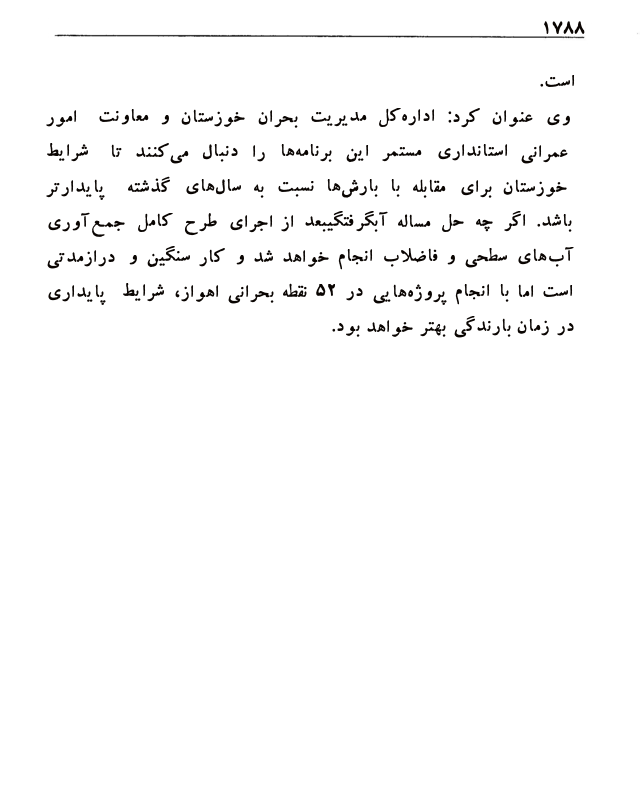 ۱۷۸۸
است.
وی عنوان کرد: اداره‌کل مدیریت بحران خوزستان و معاونت امور
عمرانی استانداری مستمر این برنامه‌ها را دنبال می‌کنند تا شرایط
خوزستان برای مقابله با بارش‌ها نسبت به سال‌های گذشته پایدارتر
باشد. اگر چه حل مساله آبگرفتگیبعد از اجرای طرح کامل جمع‌آوری
آب‌های سطحی و فاضلاب انجام خواهد شد و کار سنگین و درازمدتی
است اما با انجام پروژه‌هایی در ۵۲ نقطه بحرانی اهواز، شرایط پایداری
در زمان بارندگی بهتر خواهد بود.